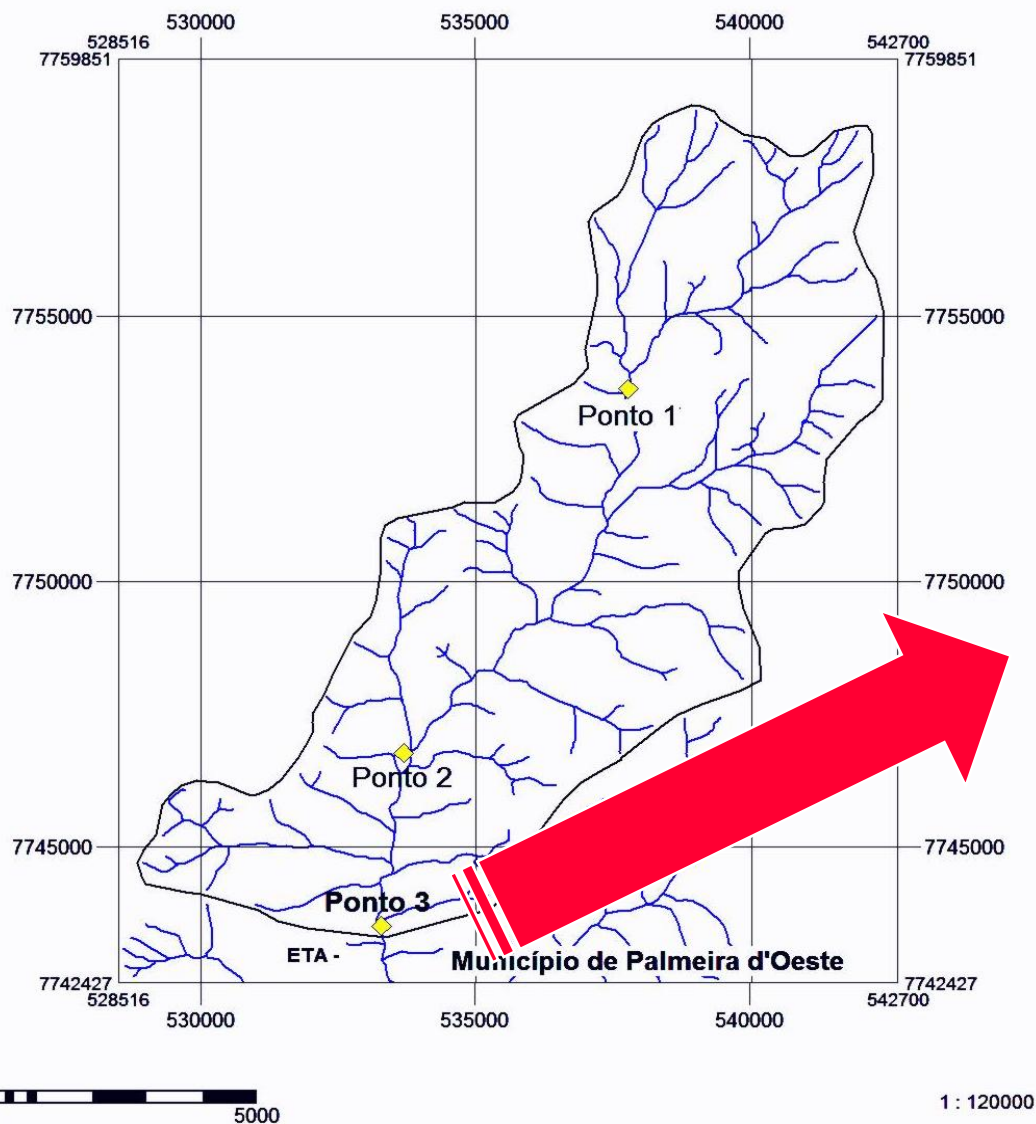 530000 535000 540000
528516 542700
7759851 7759851
7755000 7755000
Ponto 1
7750000 7750000
Ponto 2
7745000 7745000
Ponto 3
ETA -
Município de Palmeira d'Oeste
7742427 7742427
528516 542700
530000 535000 540000
5000
1 : 120000